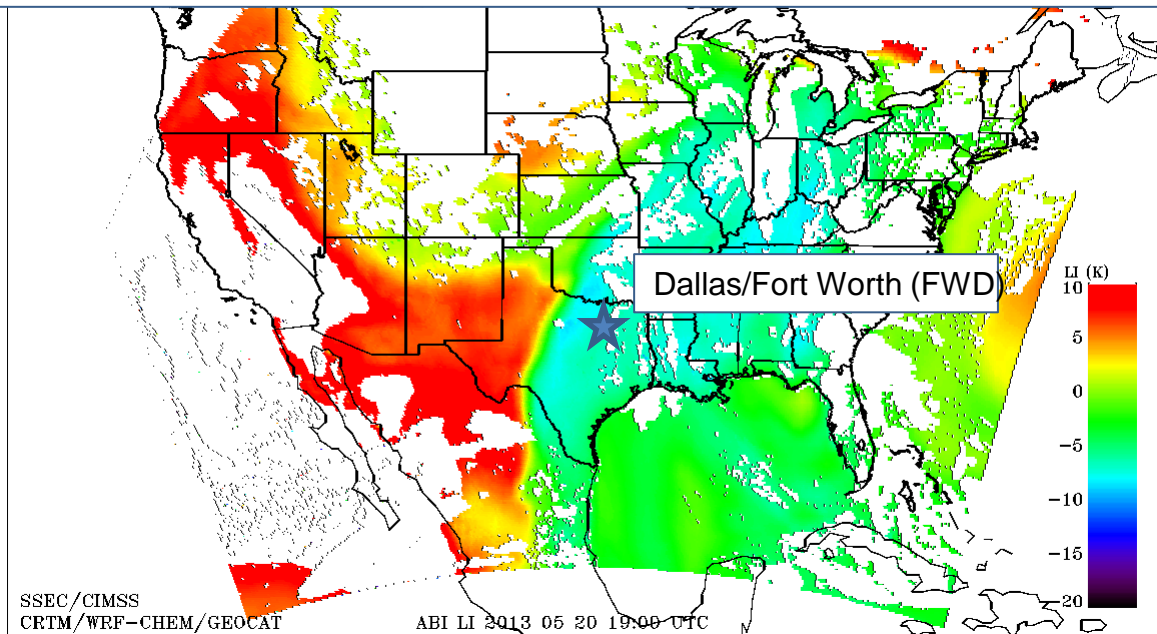 Dallas/Fort Worth (FWD)
LI (K)
10
5
0
−5
−10
−15
−20
SSEC/CIMSS
CRTM/WRF-CHEM/GEOCAT
ABI LI 2013 05 20 19:00 UTC